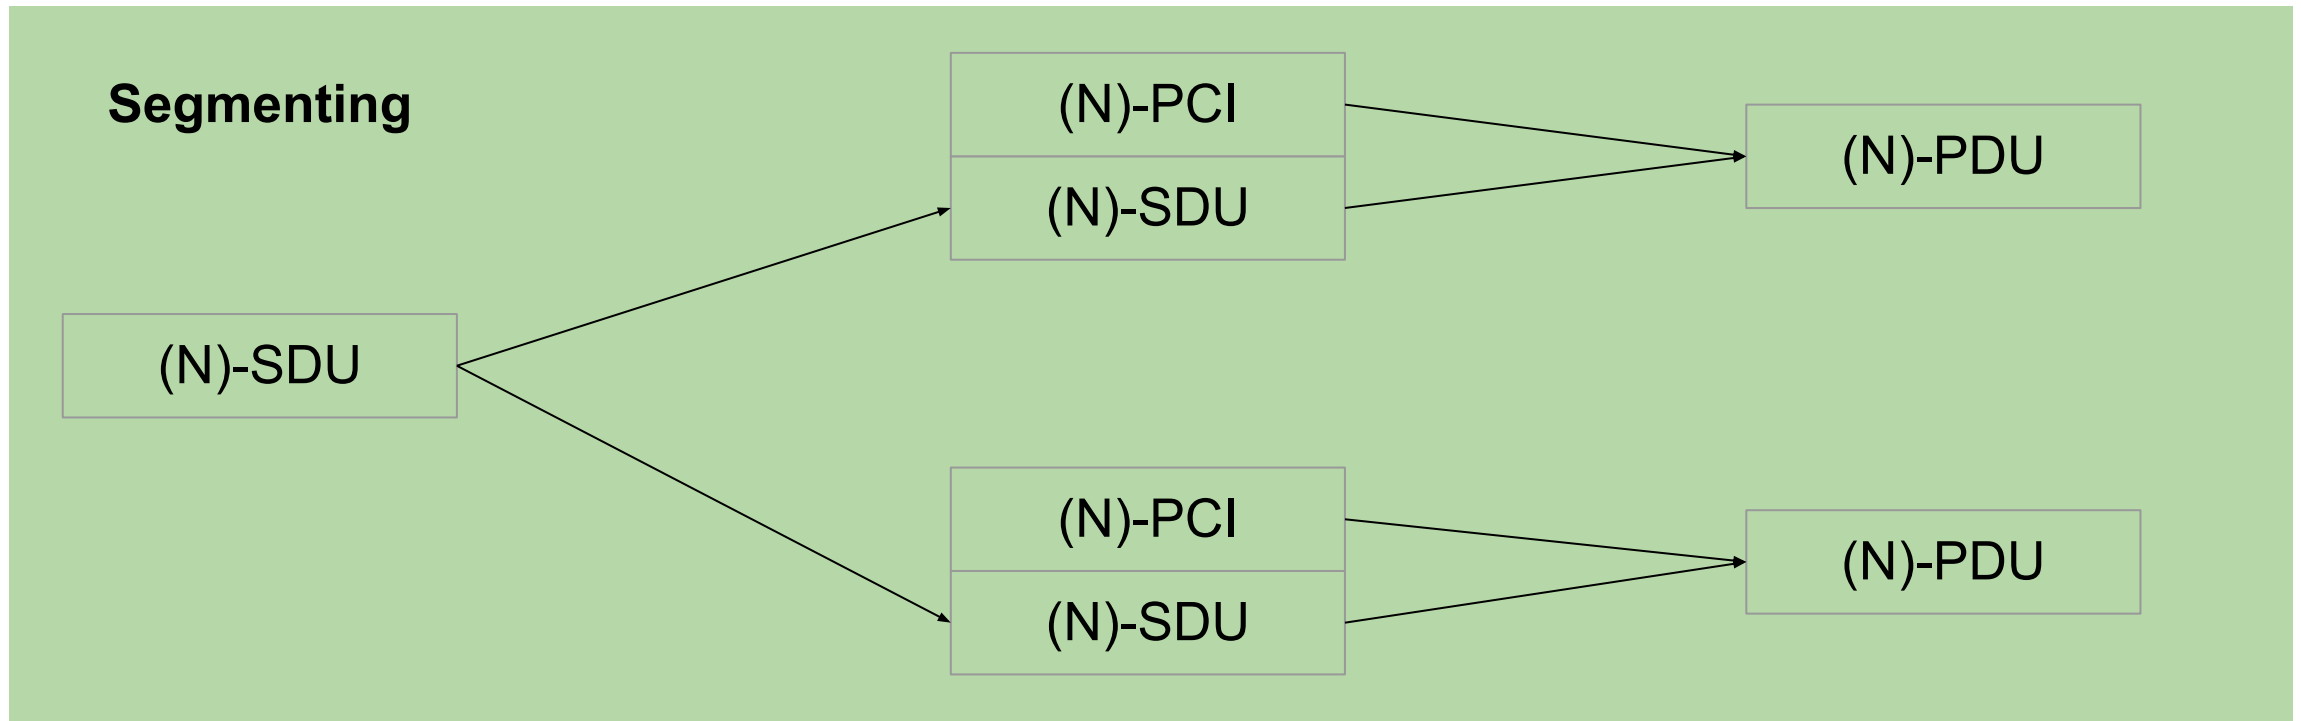 Segmenting
(N)-SDU
(N)-PCI
(N)-SDU
(N)-PDU
(N)-PCI
(N)-SDU
(N)-PDU